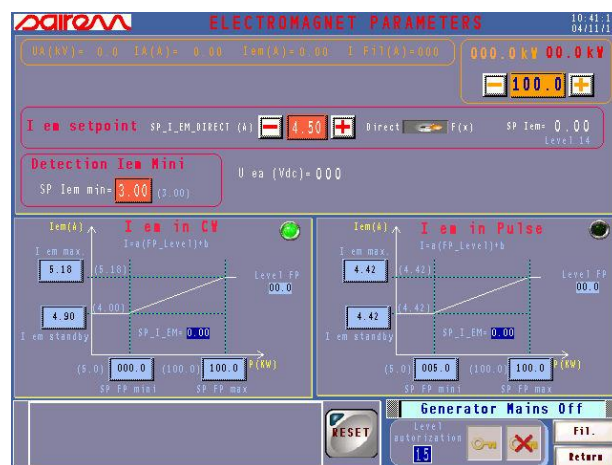 sairem ELECTROMAGNET PARAMETERS 10:41:1
04/11/1
UA(kV)= 0.0 IA(A)= 0.00 Iem(A)=0.00 I Fil(A)=000 000.0kW 00.0kW
100.0
I em setpoint SP_I_EM_DIRECT (A) 4.50 Direct F(x) SP Iem= 0.00
Level 14
Detection Iem Mini
SP Iem min= 3.00 (3.00) U ea (Vdc)=000
Iem(A) I em in CW
I=a(FP_Level)+b
I em max.
5.18 (5.18) Level FP
00.0
(4.00)
4.90
I em standby SP_I_EM= 0.00
P(KW)
(5.0) 000.0 (100.0) 100.0
SP FP mini SP FP max
Iem(A) I em in Pulse
I=a(FP_Level)+b
I em max.
4.42 (4.42) Level FP
00.0
(4.42)
4.42
I em standby SP_I_EM= 0.00
P(KW)
(5.0) 005.0 (100.0) 100.0
SP FP mini SP FP max
Generator Mains Off
RESET
Level
autorization
15
Fil.
Return